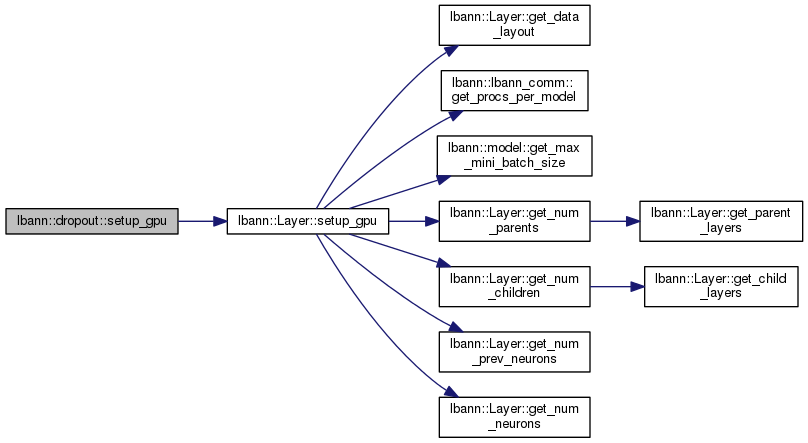 lbann::dropout::setup_gpu
lbann::Layer::setup_gpu
lbann::Layer::get_data
_layout
lbann::lbann_comm::
get_procs_per_model
lbann::model::get_max
_mini_batch_size
lbann::Layer::get_num
_parents
lbann::Layer::get_parent
_layers
lbann::Layer::get_num
_children
lbann::Layer::get_child
_layers
lbann::Layer::get_num
_prev_neurons
lbann::Layer::get_num
_neurons